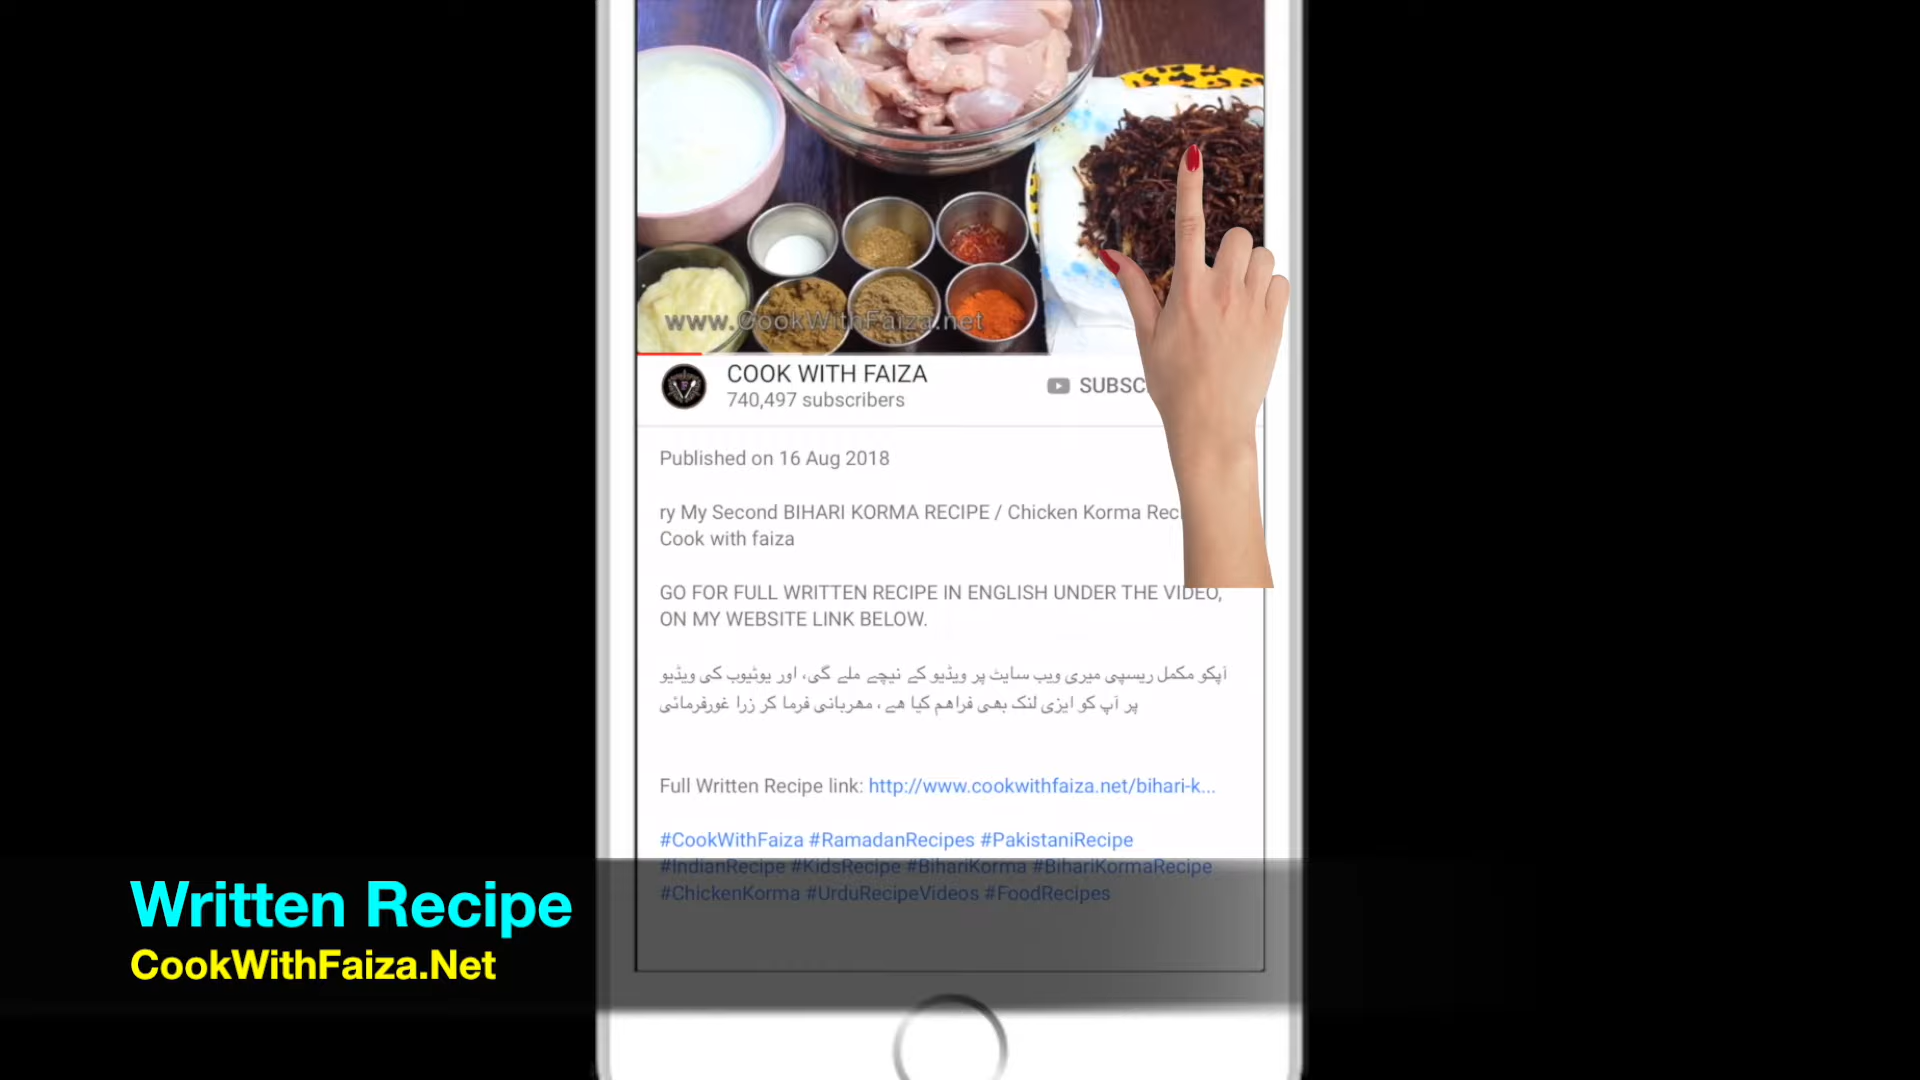 www.CookWithFaiza.net
COOK WITH FAIZA
740,497 subscribers
SUBSC
Published on 16 Aug 2018
ry My Second BIHARI KORMA RECIPE / Chicken Korma Rec
Cook with faiza
GO FOR FULL WRITTEN RECIPE IN ENGLISH UNDER THE VIDEO,
ON MY WEBSITE LINK BELOW.
آپکو مکمل ریسپی میری ویب سایٹ پر ویڈیو کے نیچے ملے گی، اور یوٹیوب کی ویڈیو
پر آپ کو ایزی لنک بھی فراھم کیا ھے ، مھربانی فرما کر زرا غورفرمائی
Full Written Recipe link: http://www.cookwithfaiza.net/bihari-k...
#CookWithFaiza #RamadanRecipes #PakistaniRecipe
#IndianRecipe #KidsRecipe #BihariKorma #BihariKormaRecipe
#ChickenKorma #UrduRecipeVideos #FoodRecipes
Written Recipe
CookWithFaiza.Net